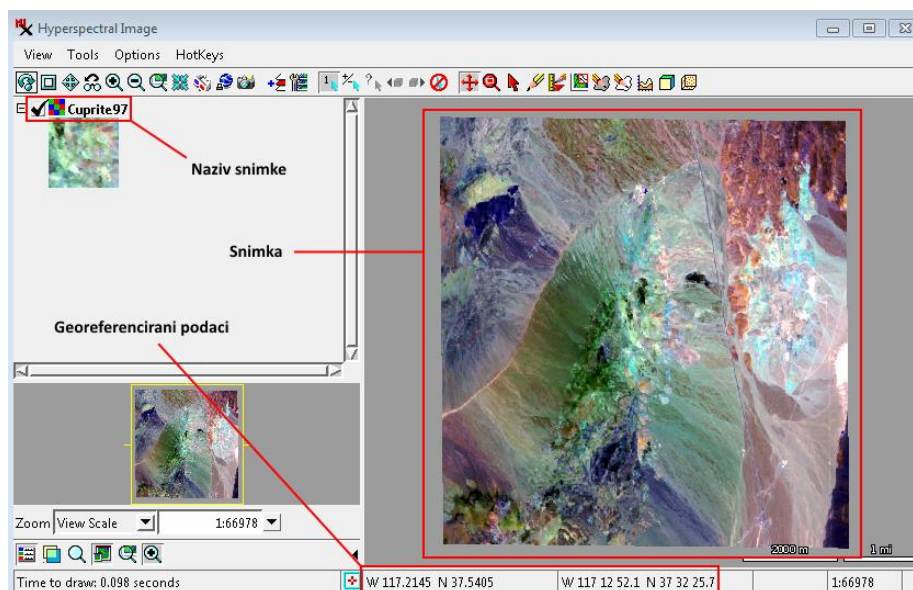 Hyperspectral Image
View Tools Options HotKeys
Cuprite97
Naziv snimke
Snimka
Georeferencirani podaci
Zoom View Scale 1:66978
2000 m 1 mi
Time to draw: 0.098 seconds W 117.2145 N 37.5405 W 117 12 52.1 N 37 32 25.7 1:66978